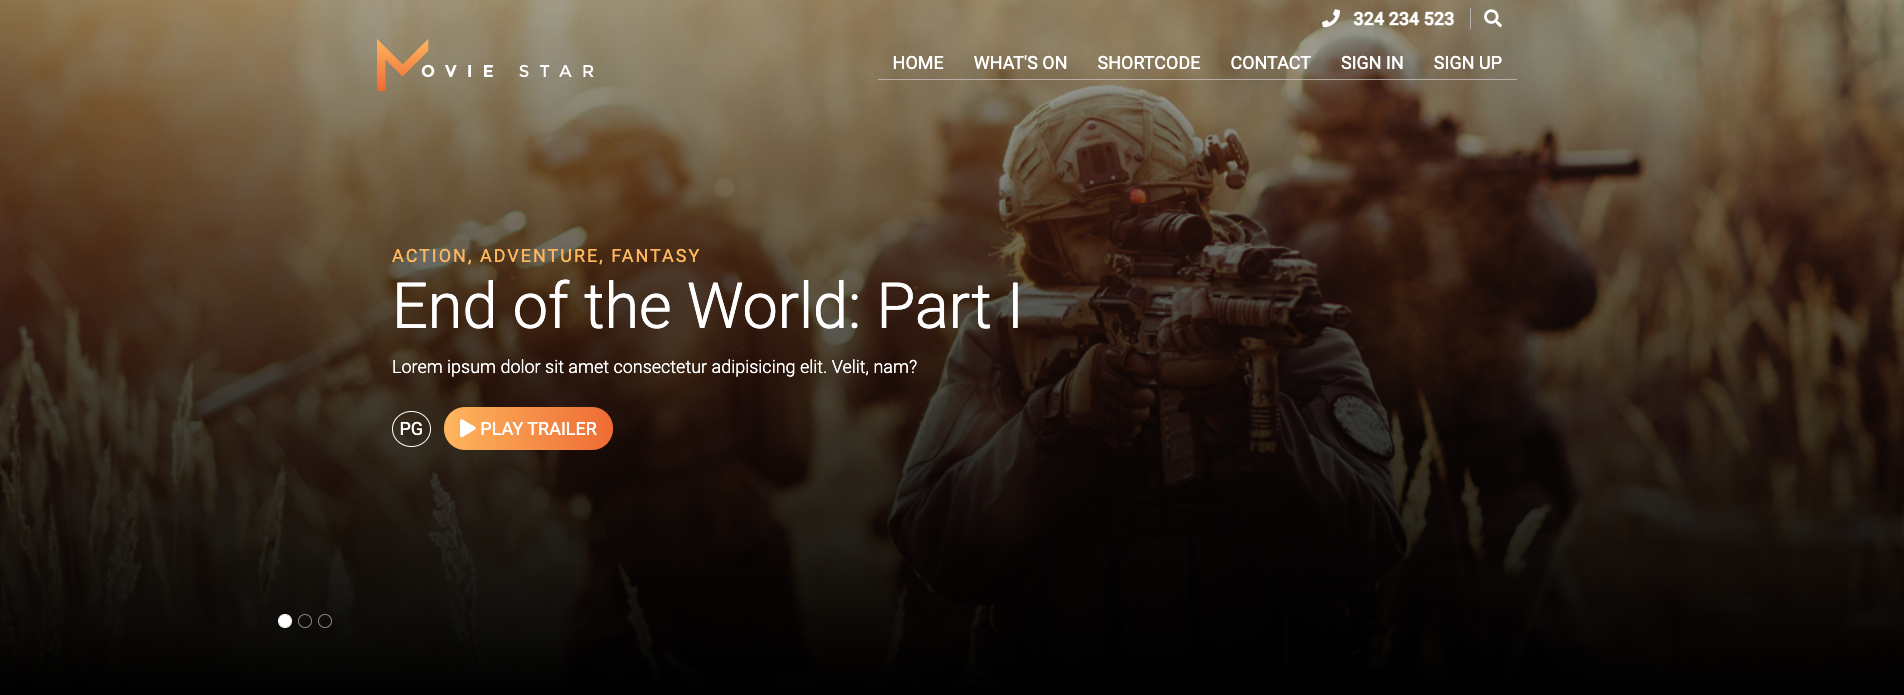 324 234 523
MOVIE STAR
HOME WHAT'S ON SHORTCODE CONTACT SIGN IN SIGN UP
ACTION, ADVENTURE, FANTASY
End of the World: Part I
Lorem ipsum dolor sit amet consectetur adipisicing elit. Velit, nam?
PG PLAY TRAILER